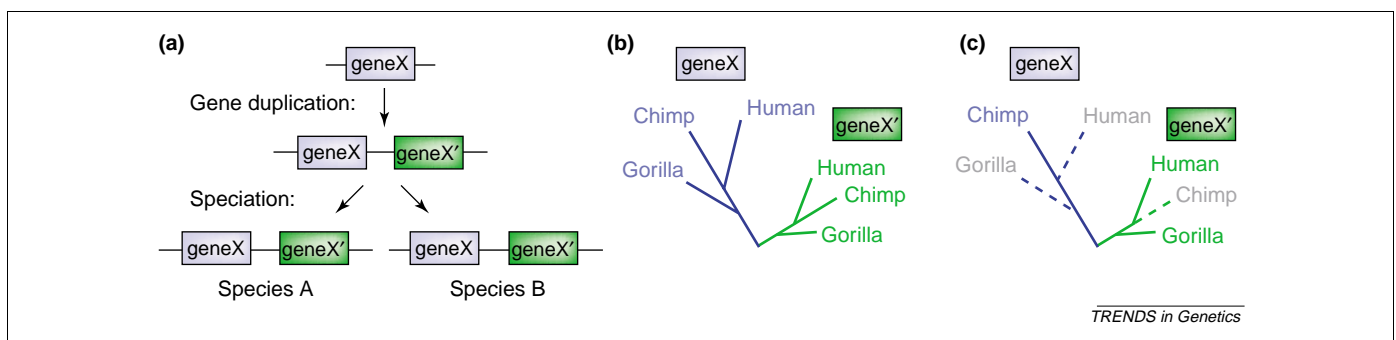 (a)
geneX
Gene duplication:
geneX geneX′
Speciation:
geneX geneX′ geneX geneX′
Species A Species B
(b)
geneX
Chimp Human
geneX′
Gorilla Human
Chimp
Gorilla
(c)
geneX
Chimp Human
geneX′
Gorilla Human
Chimp
Gorilla
TRENDS in Genetics